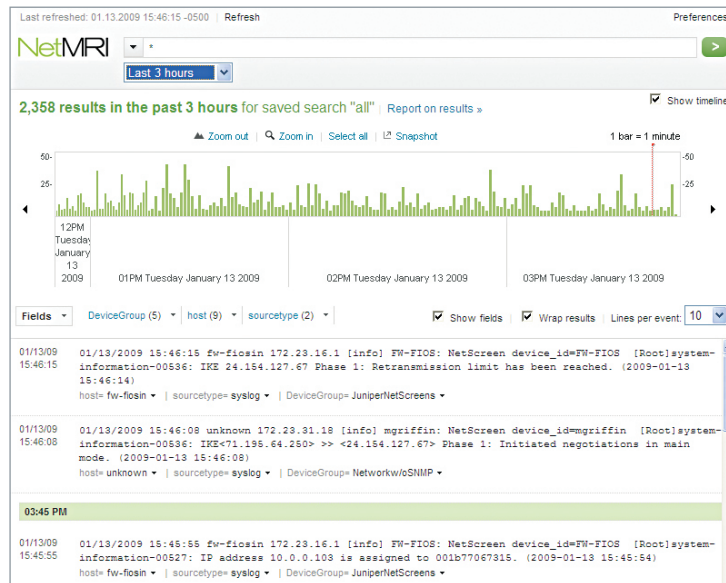 Last refreshed: 01.13.2009 15:46:15 -0500 | Refresh
Preferences
NetMRI
*
>
Last 3 hours
2,358 results in the past 3 hours for saved search "all" | Report on results »
Show timeline
Zoom out | Zoom in | Select all | Snapshot
1 bar = 1 minute
50- -50
25- -25
12PM
Tuesday
January
13
2009
01PM Tuesday January 13 2009
02PM Tuesday January 13 2009
03PM Tuesday January 13 2009
Fields
DeviceGroup (5) | host (9) | sourcetype (2)
Show fields | Wrap results | Lines per event: 10
01/13/09
15:46:15
01/13/2009 15:46:15 fw-fiosin 172.23.16.1 [info] FW-FIOS: NetScreen device_id=FW-FIOS [Root]system-
information-00536: IKE 24.154.127.67 Phase 1: Retransmission limit has been reached. (2009-01-13
15:46:14)
host= fw-fiosin | sourcetype= syslog | DeviceGroup= JuniperNetScreens
01/13/09
15:46:08
01/13/2009 15:46:08 unknown 172.23.31.18 [info] mgriffin: NetScreen device_id=mgriffin [Root]system-
information-00536: IKE<71.195.64.250> >> <24.154.127.67> Phase 1: Initiated negotiations in main
mode. (2009-01-13 15:46:08)
host= unknown | sourcetype= syslog | DeviceGroup= Networkw/oSNMP
03:45 PM
01/13/09
15:45:55
01/13/2009 15:45:55 fw-fiosin 172.23.16.1 [info] FW-FIOS: NetScreen device_id=FW-FIOS [Root]system-
information-00527: IP address 10.0.0.103 is assigned to 001b77067315. (2009-01-13 15:45:54)
host= fw-fiosin | sourcetype= syslog | DeviceGroup= JuniperNetScreens